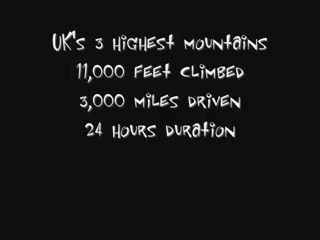 UK's 3 highest mountains
11,000 feet climbed
3,000 miles driven
24 hours duration